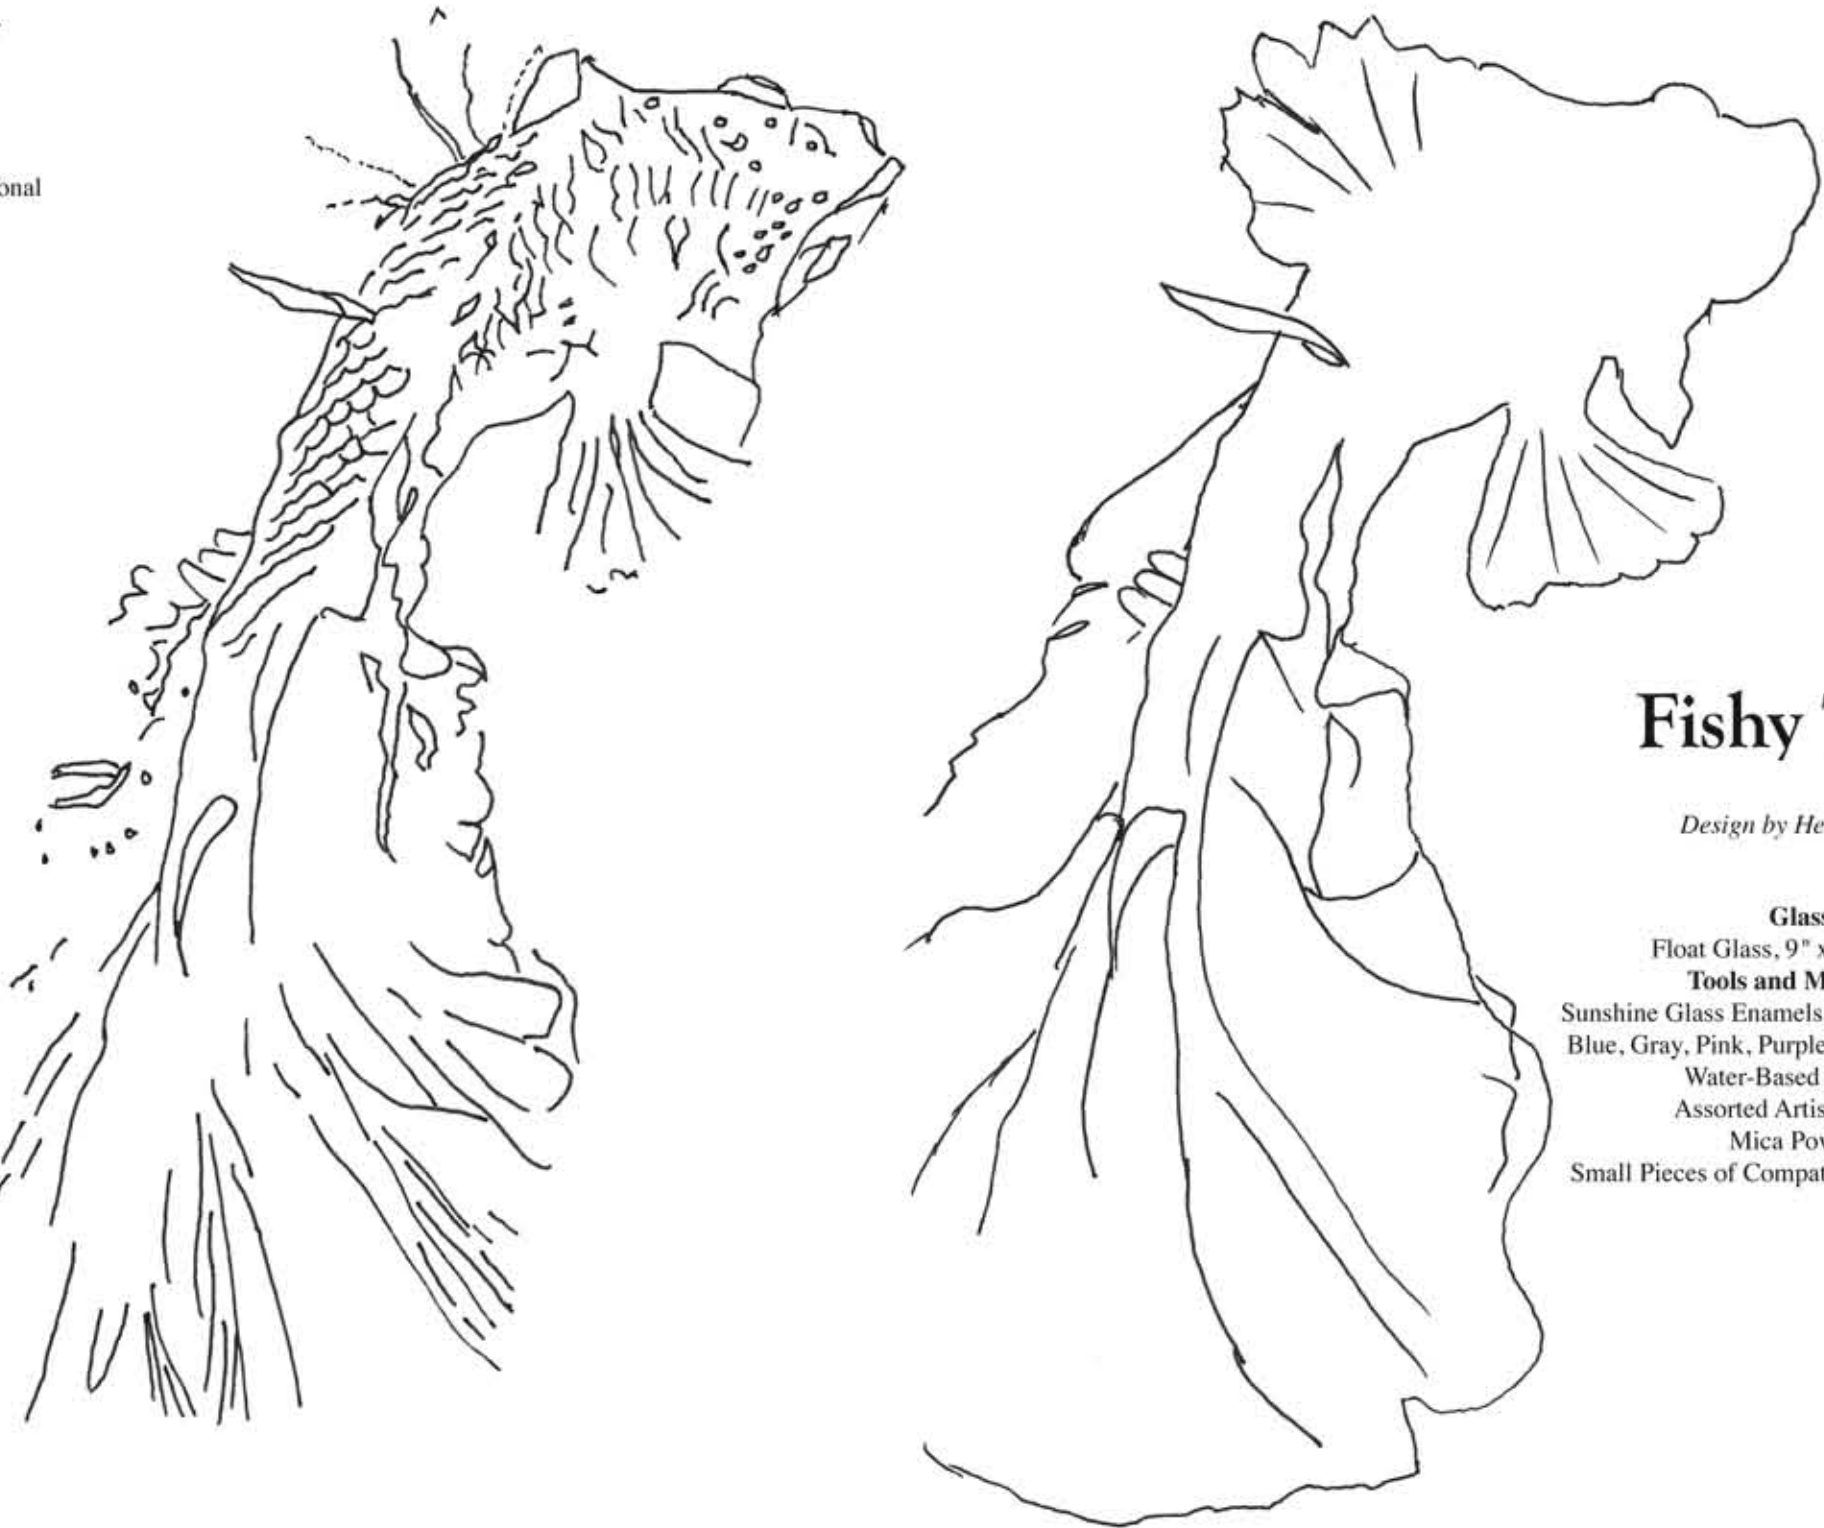 onal
Fishy
Design by He
Glass
Float Glass, 9" x
Tools and M
Sunshine Glass Enamels
Blue, Gray, Pink, Purple
Water-Based
Assorted Artis
Mica Pow
Small Pieces of Compat